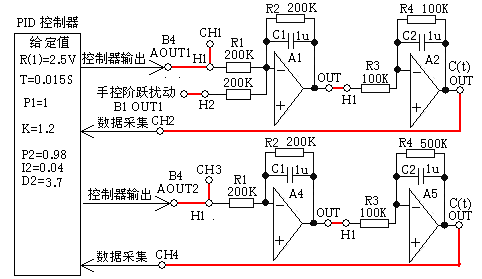 PID 控制器
给定值
R(1)=2.5V
T=0.015S
P1=1
K=1.2
P2=0.98
I2=0.04
D2=3.7
控制器输出
B4
AOUT1
CH1
H1
R1
200K
R2 200K
C1 1u
A1
OUT
H1
R3
100K
R4 100K
C2 1u
A2
C(t)
OUT
手控阶跃扰动
B1 OUT1
H2
200K
数据采集 CH2
控制器输出
B4
AOUT2
CH3
H1
R1
200K
R2 200K
C1 1u
A4
OUT
H1
R3
100K
R4 500K
C2 1u
A5
C(t)
OUT
数据采集 CH4